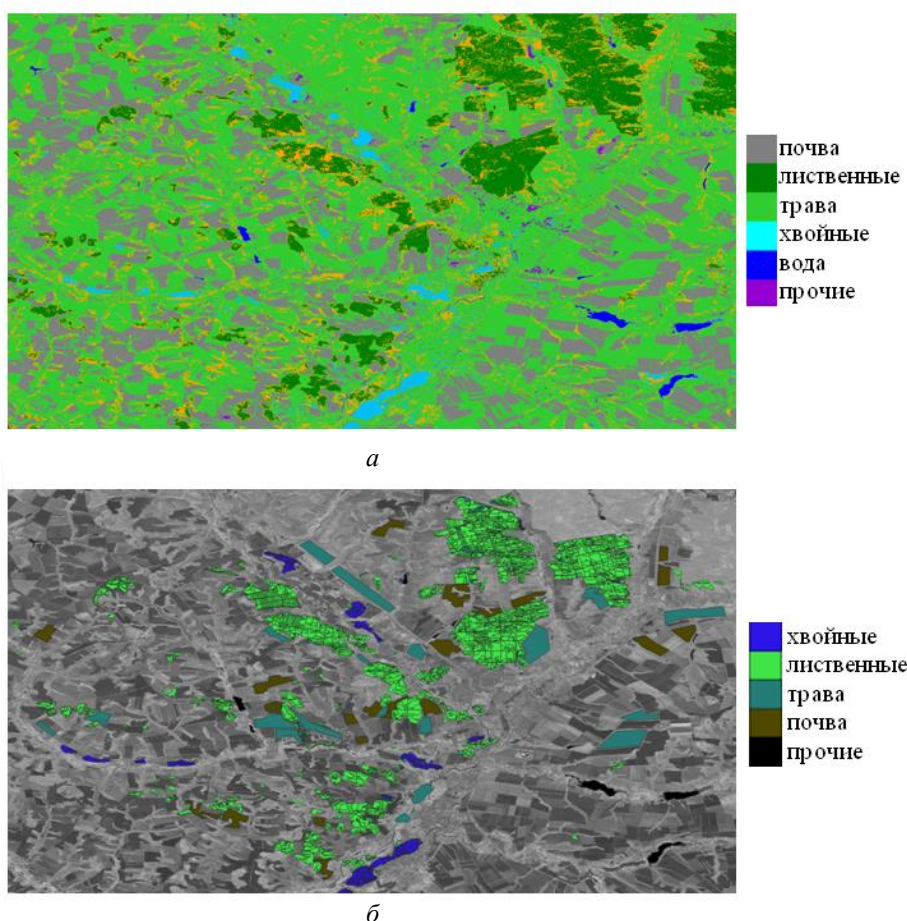 почва
лиственные
трава
хвойные
вода
прочие
а
хвойные
лиственные
трава
почва
прочие
б